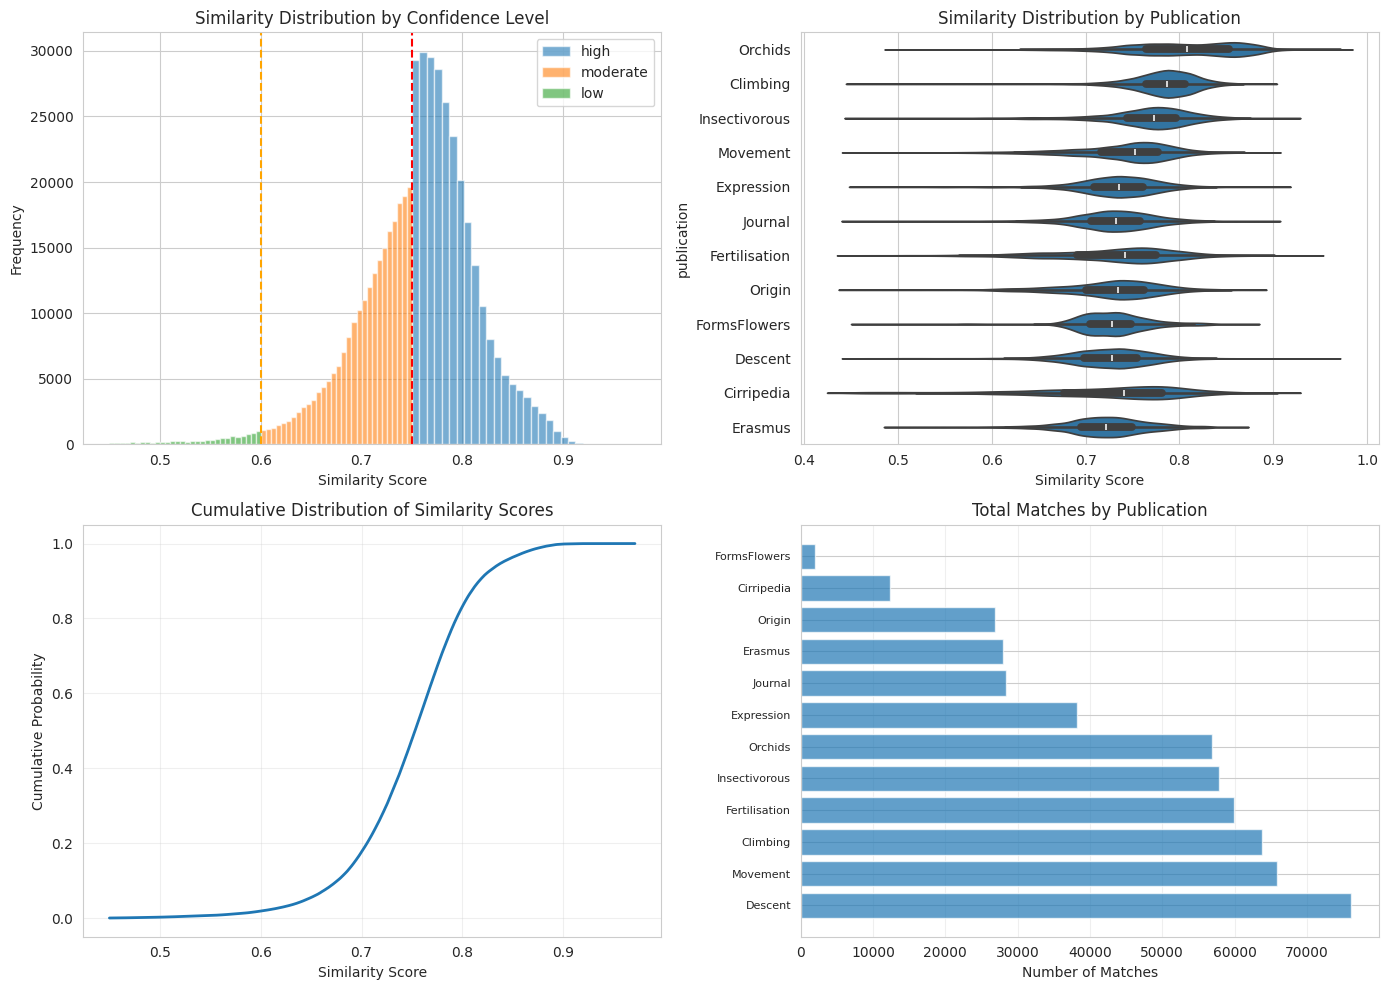 Similarity Distribution by Confidence Level
30000
25000
20000
15000
10000
5000
0
Frequency
high
moderate
low
0.5 0.6 0.7 0.8 0.9
Similarity Score
Similarity Distribution by Publication
publication
Orchids
Climbing
Insectivorous
Movement
Expression
Journal
Fertilisation
Origin
FormsFlowers
Descent
Cirripedia
Erasmus
0.4 0.5 0.6 0.7 0.8 0.9 1.0
Similarity Score
Cumulative Distribution of Similarity Scores
1.0
0.8
0.6
0.4
0.2
0.0
Cumulative Probability
0.5 0.6 0.7 0.8 0.9
Similarity Score
Total Matches by Publication
FormsFlowers
Cirripedia
Origin
Erasmus
Journal
Expression
Orchids
Insectivorous
Fertilisation
Climbing
Movement
Descent
0 10000 20000 30000 40000 50000 60000 70000
Number of Matches